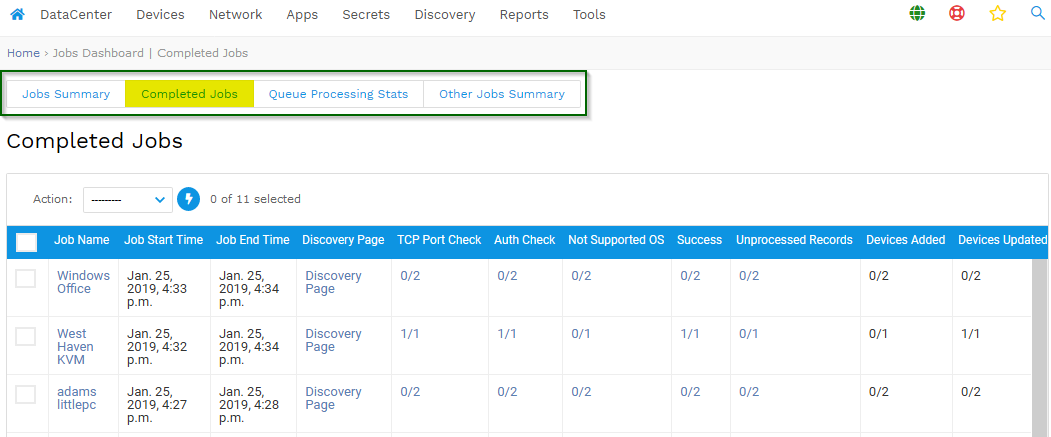 DataCenter Devices Network Apps Secrets Discovery Reports Tools
Home › Jobs Dashboard | Completed Jobs
Jobs Summary Completed Jobs Queue Processing Stats Other Jobs Summary
Completed Jobs
Action: --------- 0 of 11 selected
Job Name Job Start Time Job End Time Discovery Page TCP Port Check Auth Check Not Supported OS Success Unprocessed Records Devices Added Devices Updated
Windows Jan. 25, Jan. 25, Discovery 0/2 0/2 0/2 0/2 0/2 0/2 0/2
Office 2019, 4:33 2019, 4:34 Page
p.m. p.m.
West Jan. 25, Jan. 25, Discovery 1/1 1/1 0/1 1/1 0/1 0/1 1/1
Haven 2019, 4:32 2019, 4:34 Page
KVM p.m. p.m.
adams Jan. 25, Jan. 25, Discovery 0/2 0/2 0/2 0/2 0/2 0/2 0/2
littlepc 2019, 4:27 2019, 4:28 Page
p.m. p.m.